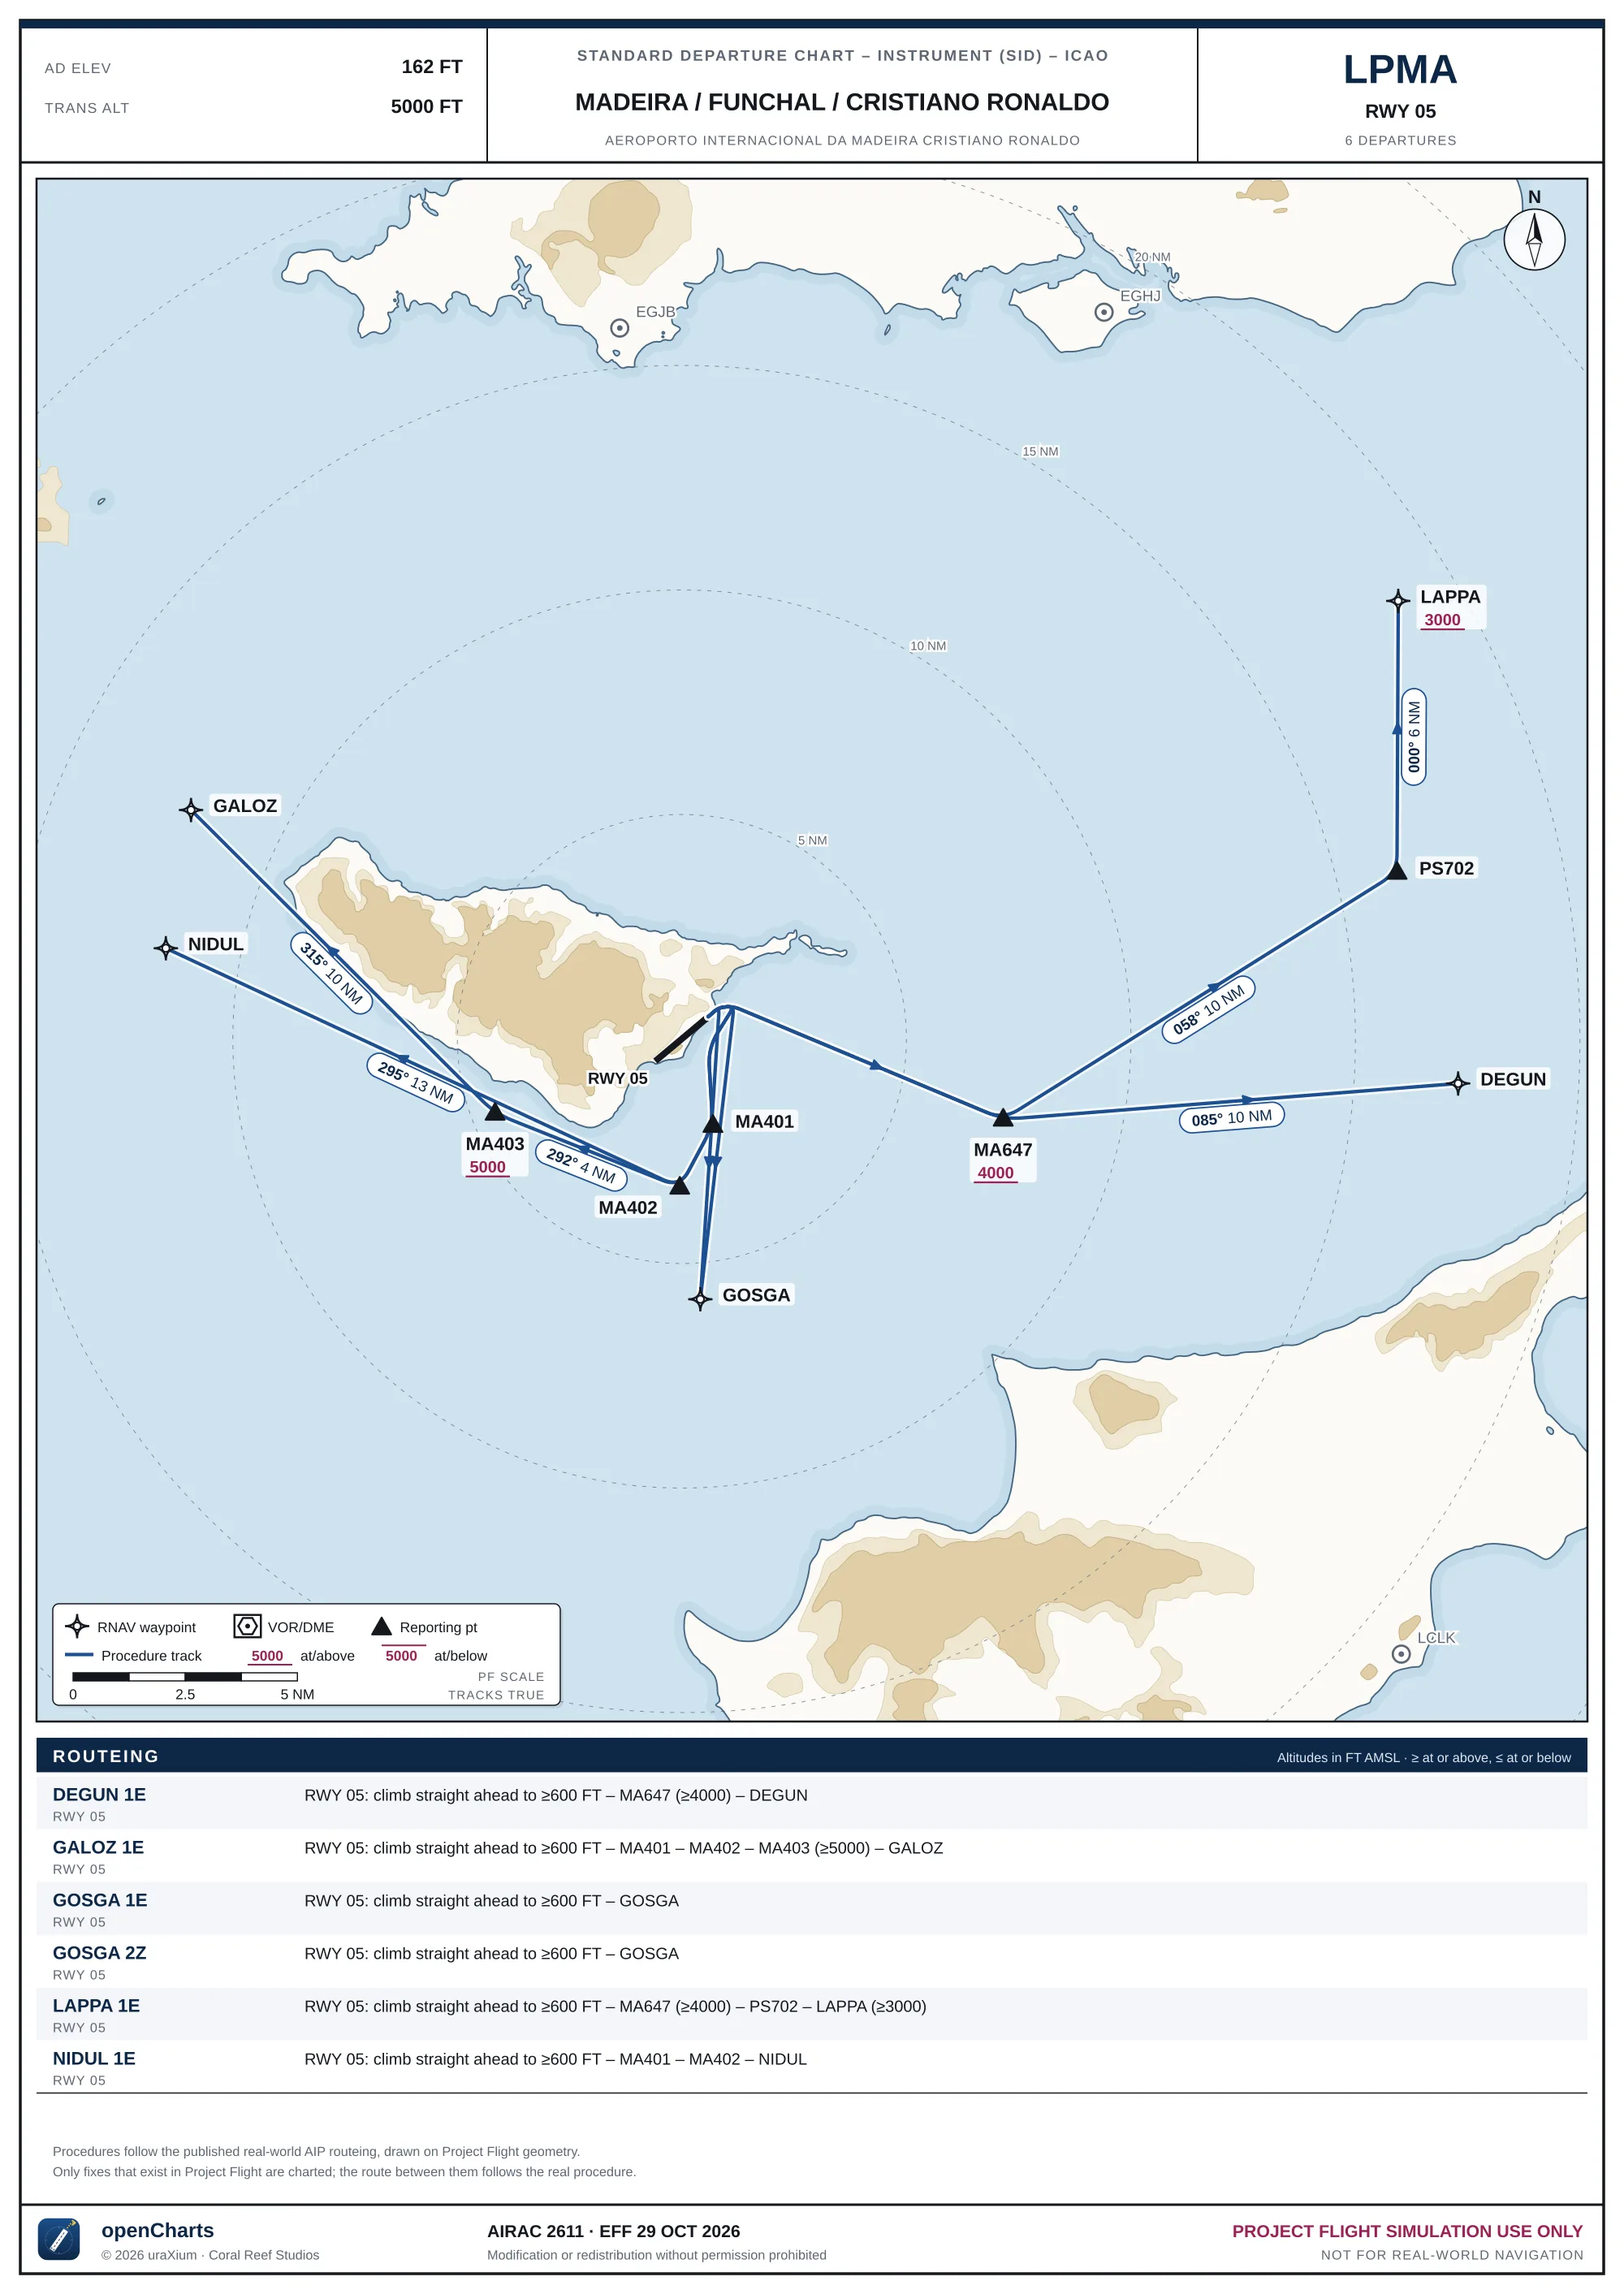 AD ELEV 162 FT
TRANS ALT 5000 FT
STANDARD DEPARTURE CHART – INSTRUMENT (SID) – ICAO
MADEIRA / FUNCHAL / CRISTIANO RONALDO
AEROPORTO INTERNACIONAL DA MADEIRA CRISTIANO RONALDO
LPMA
RWY 05
6 DEPARTURES
N
20 NM
EGHJ
EGJB
15 NM
LAPPA
3000
10 NM
000° 6 NM
GALOZ
5 NM
PS702
NIDUL
315° 10 NM
058° 10 NM
RWY 05
295° 13 NM
DEGUN
085° 10 NM
MA401
MA403
5000
292° 4 NM
MA647
4000
MA402
GOSGA
LCLK
RNAV waypoint
VOR/DME
Reporting pt
Procedure track
5000 at/above
5000 at/below
PF SCALE
0 2.5 5 NM
TRACKS TRUE
ROUTEING
Altitudes in FT AMSL · ≥ at or above, ≤ at or below
DEGUN 1E RWY 05: climb straight ahead to ≥600 FT – MA647 (≥4000) – DEGUN
RWY 05
GALOZ 1E RWY 05: climb straight ahead to ≥600 FT – MA401 – MA402 – MA403 (≥5000) – GALOZ
RWY 05
GOSGA 1E RWY 05: climb straight ahead to ≥600 FT – GOSGA
RWY 05
GOSGA 2Z RWY 05: climb straight ahead to ≥600 FT – GOSGA
RWY 05
LAPPA 1E RWY 05: climb straight ahead to ≥600 FT – MA647 (≥4000) – PS702 – LAPPA (≥3000)
RWY 05
NIDUL 1E RWY 05: climb straight ahead to ≥600 FT – MA401 – MA402 – NIDUL
RWY 05
Procedures follow the published real-world AIP routeing, drawn on Project Flight geometry.
Only fixes that exist in Project Flight are charted; the route between them follows the real procedure.
openCharts
© 2026 uraXium · Coral Reef Studios
AIRAC 2611 · EFF 29 OCT 2026
Modification or redistribution without permission prohibited
PROJECT FLIGHT SIMULATION USE ONLY
NOT FOR REAL-WORLD NAVIGATION